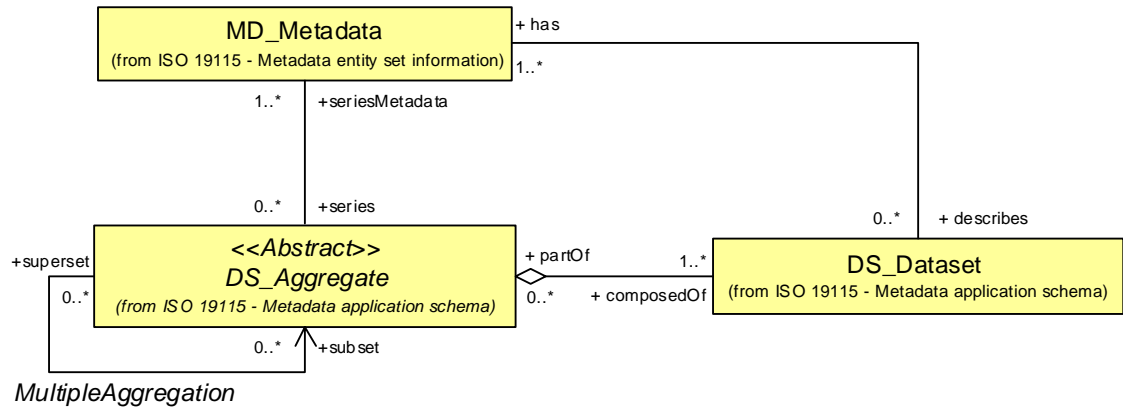 MD_Metadata
(from ISO 19115 - Metadata entity set information)
+ has
1..*
1..*
+seriesMetadata
0..*
+series
0..*
+ describes
<<Abstract>>
DS_Aggregate
(from ISO 19115 - Metadata application schema)
+superset
0..*
+ partOf
0..*
1..*
+ composedOf
DS_Dataset
(from ISO 19115 - Metadata application schema)
0..*
+subset
MultipleAggregation